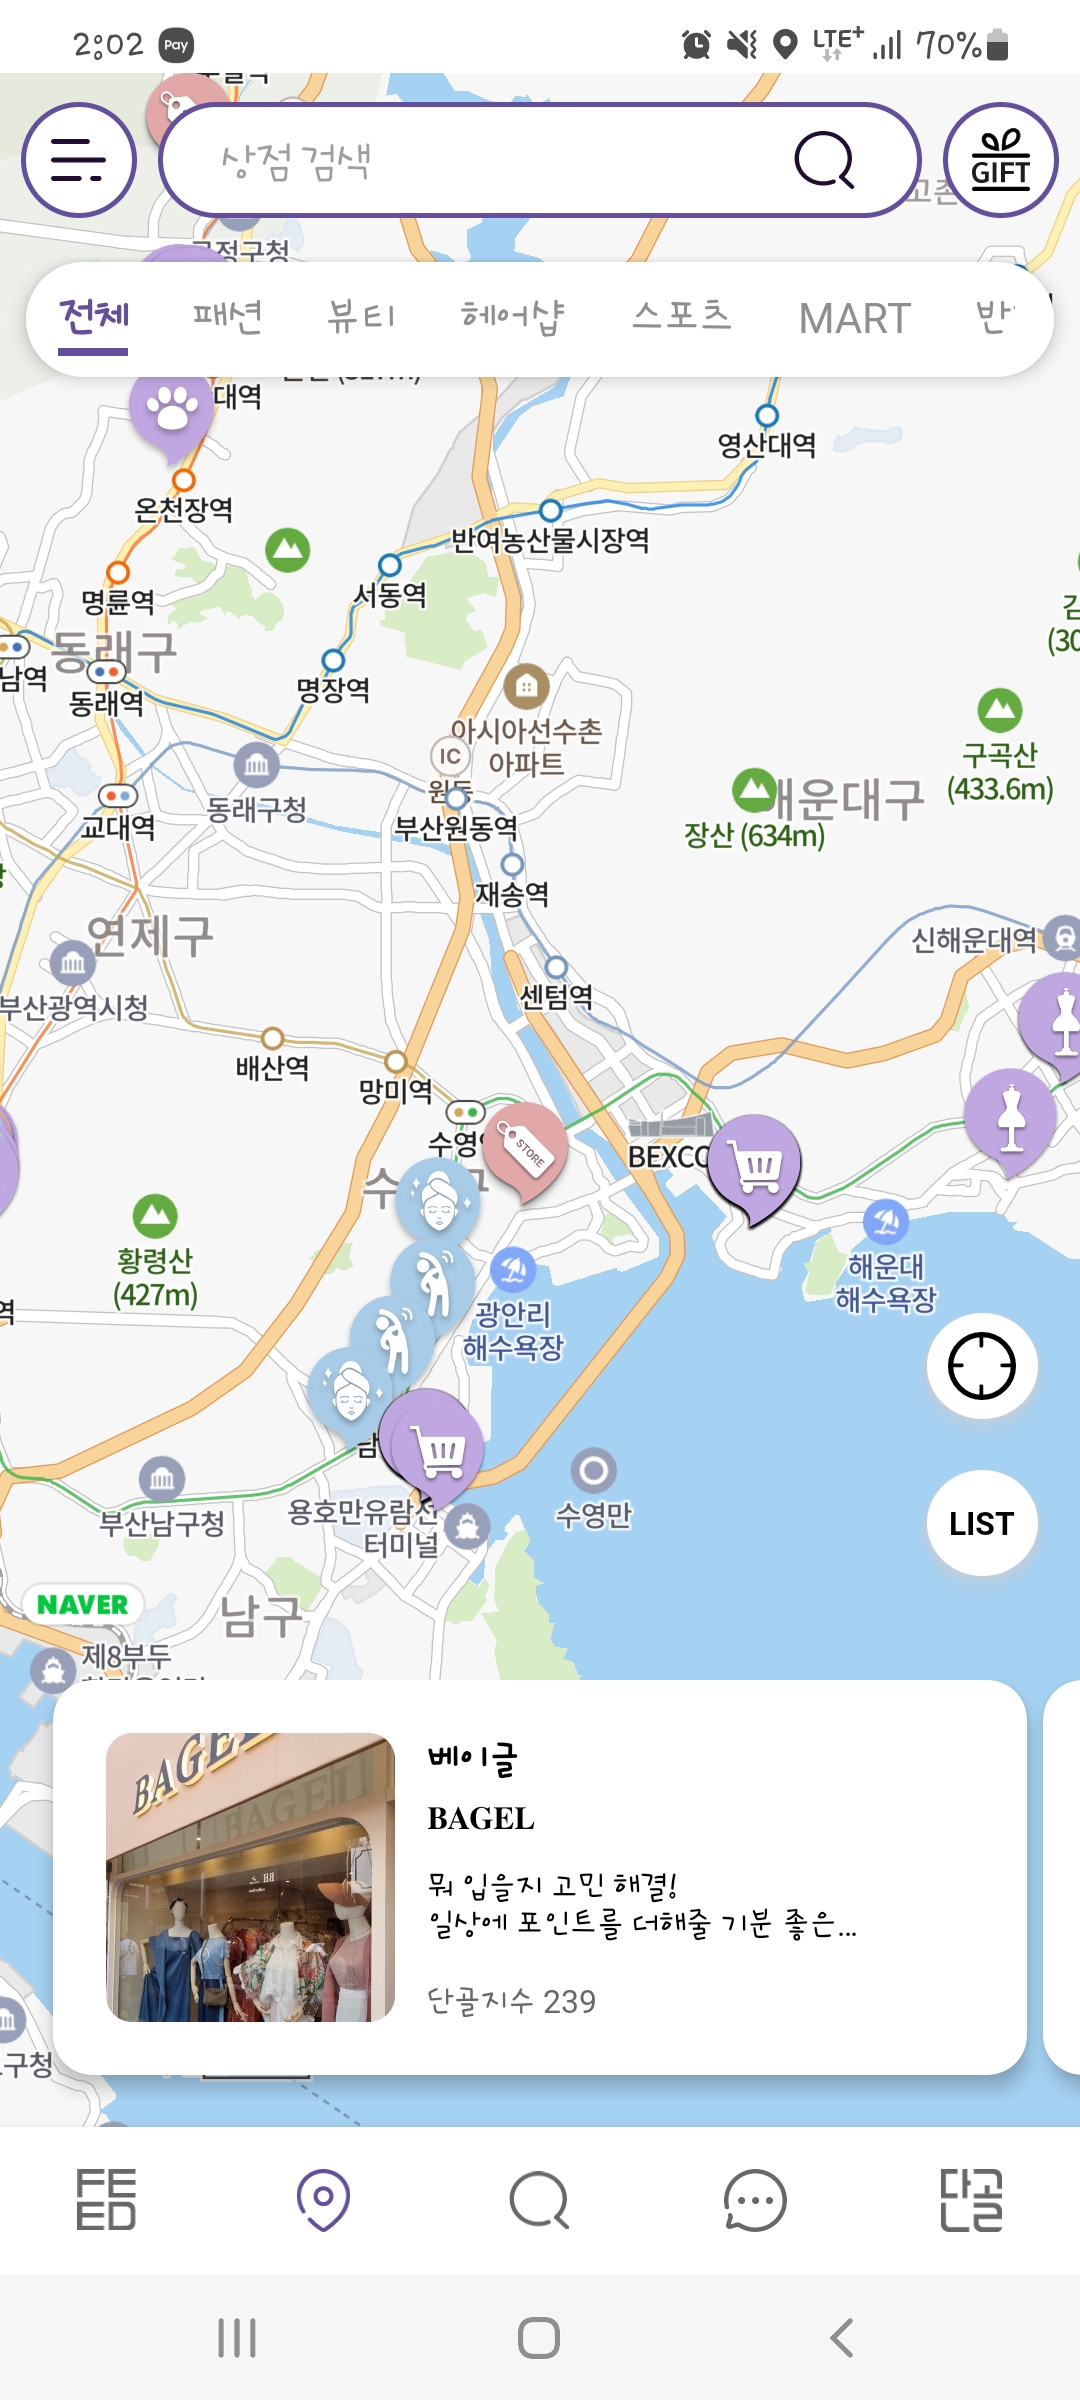 2:02
Pay
LTE+
70%
상점 검색
GIFT
전체
패션
뷰티
헤어샵
스포츠
MART
영산대역
온천장역
반여농산물시장역
서동역
명륜역
동래구
명장역
동래역
아시아선수촌
아파트
IC
원동
구곡산
(433.6m)
해운대구
장산 (634m)
동래구청
부산원동역
교대역
재송역
연제구
신해운대역
부산광역시청
센텀역
배산역
망미역
STORE
BEXCO
황령산
(427m)
광안리
해수욕장
해운대
해수욕장
LIST
부산남구청
용호만유람선
터미널
수영만
NAVER
남구
제8부두
베이글
BAGEL
BAGEL
뭐 입을지 고민 해결!
일상에 포인트를 더해줄 기분 좋은...
단골지수 239
FEED
단골